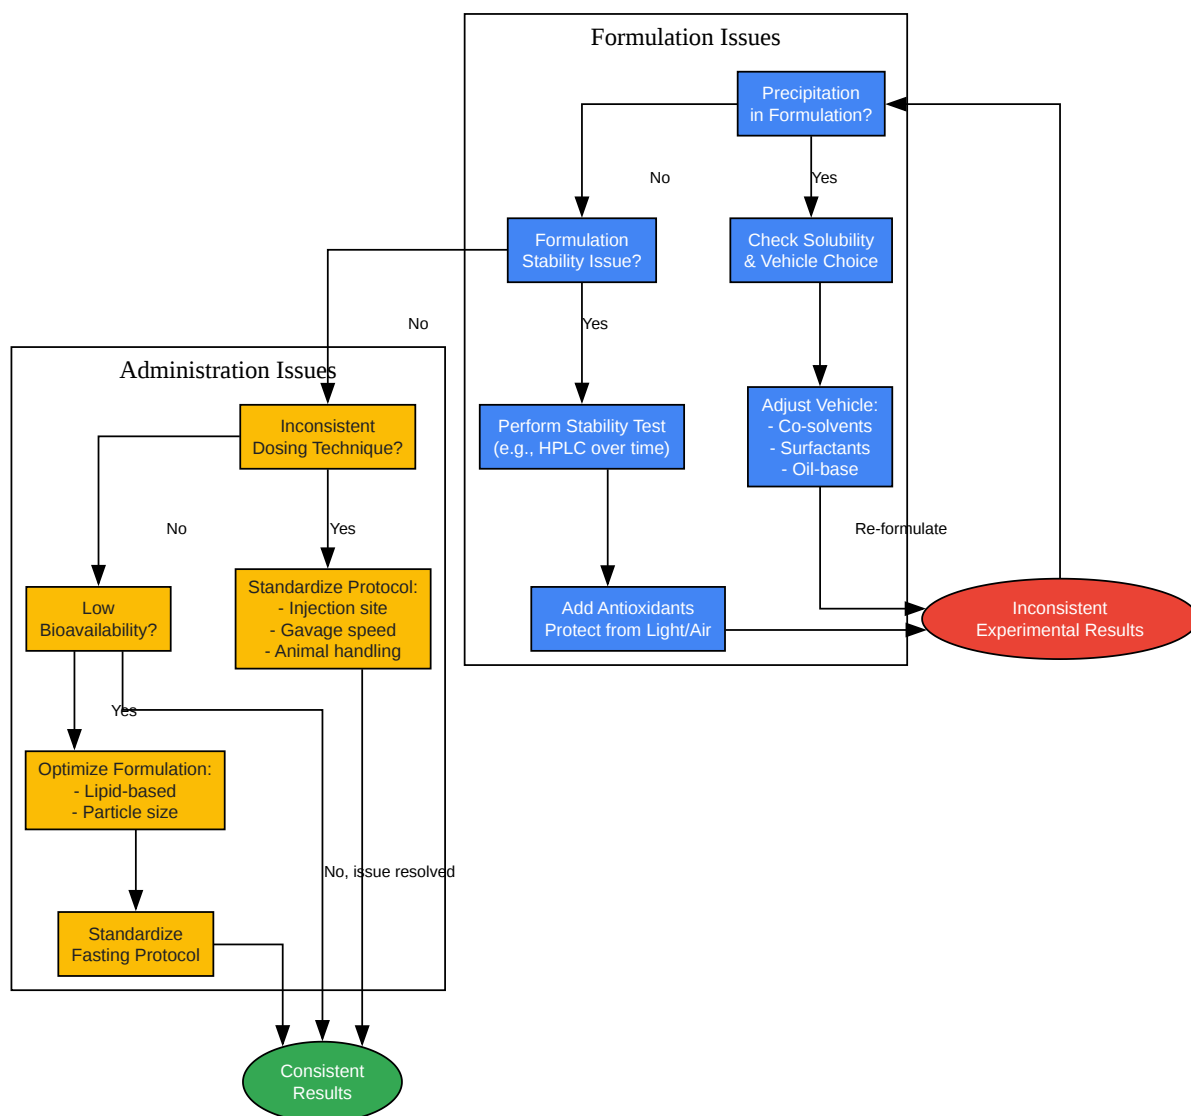 Formulation Issues
Precipitation
in Formulation?
No
Yes
Formulation
Stability Issue?
Check Solubility
& Vehicle Choice
No
Yes
Administration Issues
Inconsistent
Dosing Technique?
Perform Stability Test
(e.g., HPLC over time)
Adjust Vehicle:
- Co-solvents
- Surfactants
- Oil-base
No
Yes
Re-formulate
Low
Bioavailability?
Standardize Protocol:
- Injection site
- Gavage speed
- Animal handling
Add Antioxidants
Protect from Light/Air
Inconsistent
Experimental Results
Yes
Optimize Formulation:
- Lipid-based
- Particle size
No, issue resolved
Standardize
Fasting Protocol
Consistent
Results